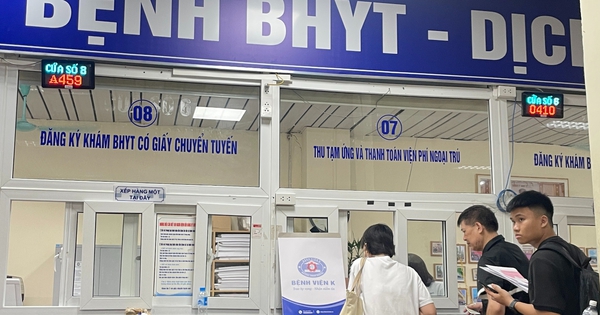 BỆNH BHYT - DỊC
CỬA SỐ 8
A459
CỬA SỐ 6
0410
08
07
ĐĂNG KÝ KHÁM BHYT CÓ GIẤY CHUYỂN TUYẾN
THU TẠM ỨNG VÀ THANH TOÁN VIỆN PHÍ NGOẠI TRÚ
ĐĂNG KÝ KHÁM B
XẾP HÀNG MỘT
TẠI ĐÂY
BỆNH VIỆN K